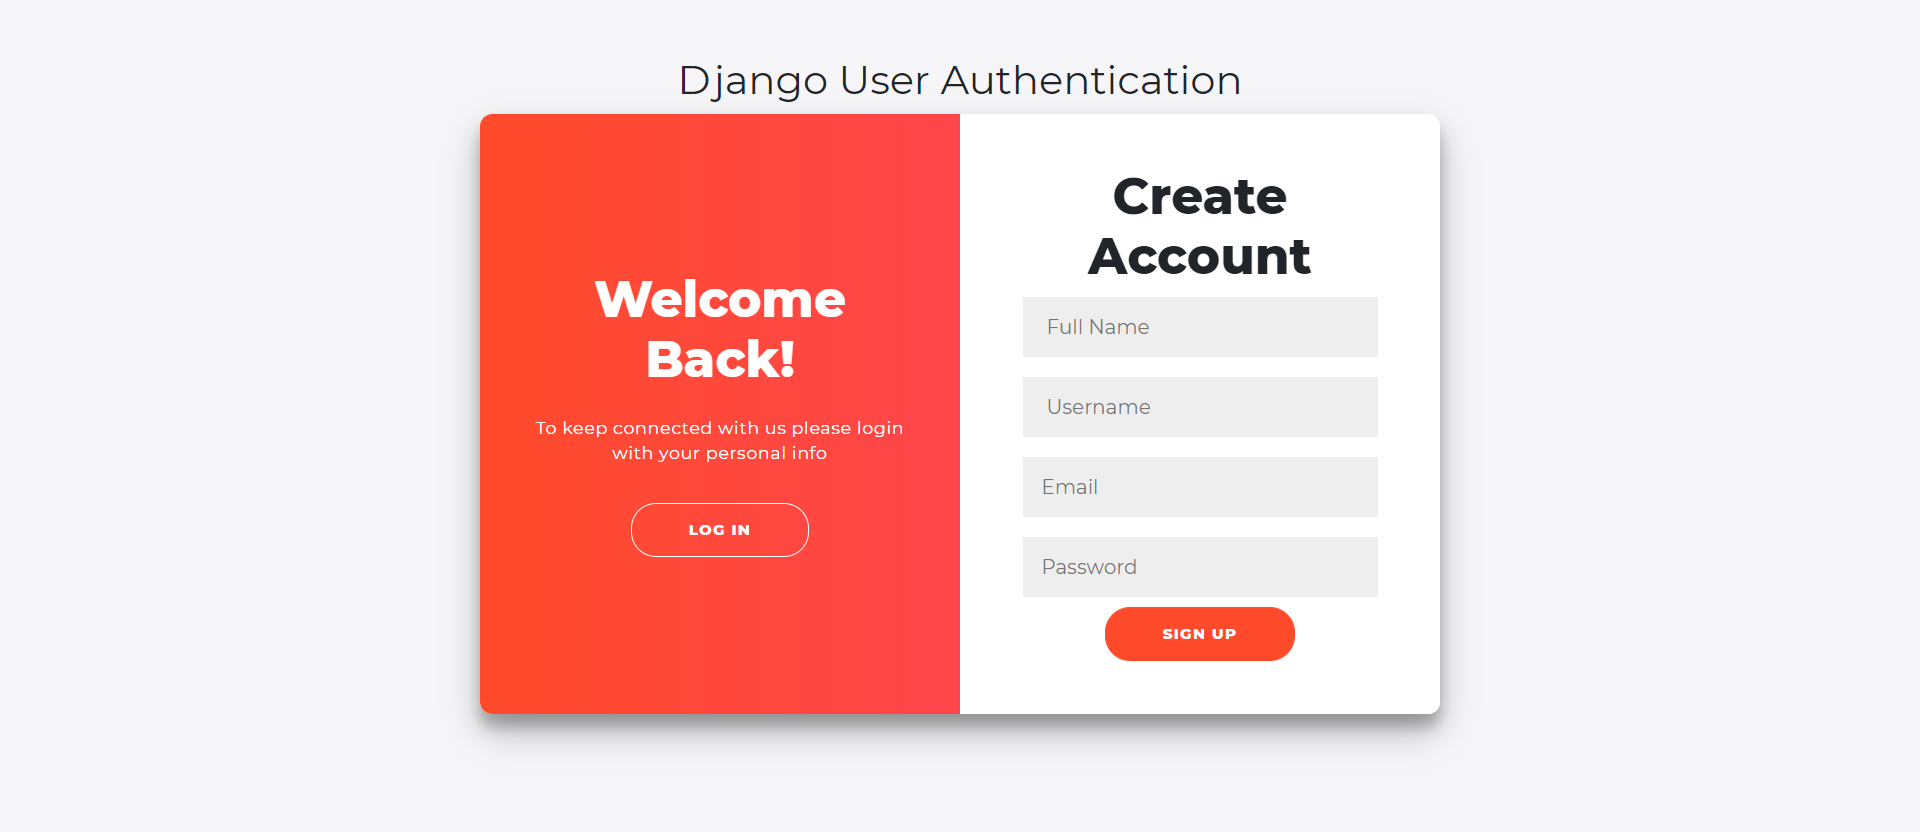 Django User Authentication
Welcome
Back!
To keep connected with us please login
with your personal info
LOG IN
Create
Account
Full Name
Username
Email
Password
SIGN UP